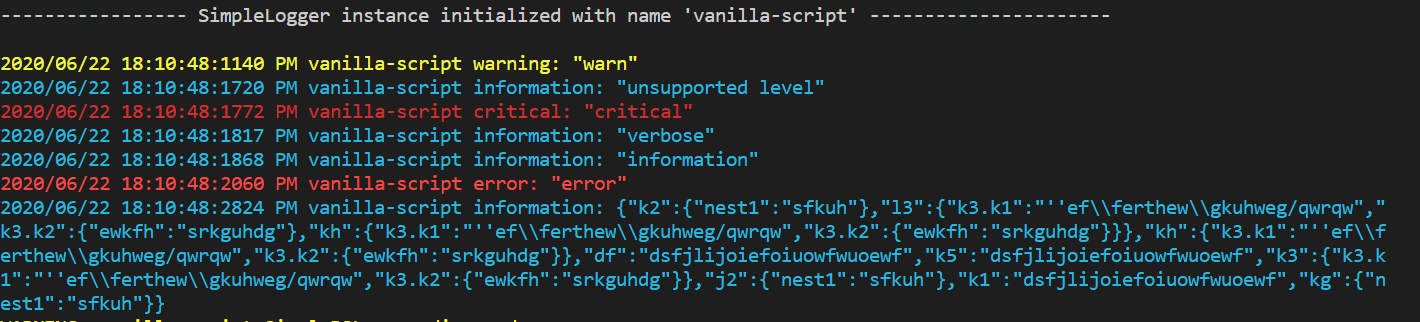 ----------------- SimpleLogger instance initialized with name 'vanilla-script' ----------------------
2020/06/22 18:10:48:1140 PM vanilla-script warning: "warn"
2020/06/22 18:10:48:1720 PM vanilla-script information: "unsupported level"
2020/06/22 18:10:48:1772 PM vanilla-script critical: "critical"
2020/06/22 18:10:48:1817 PM vanilla-script information: "verbose"
2020/06/22 18:10:48:1868 PM vanilla-script information: "information"
2020/06/22 18:10:48:2060 PM vanilla-script error: "error"
2020/06/22 18:10:48:2824 PM vanilla-script information: {"k2":{"nest1":"sfkuh"},"l3":{"k3.k1":"''ef\\ferthew\\gkuhweg/qwrqw","
k3.k2":{"ewkfh":"srkguhdg"},"kh":{"k3.k1":"''ef\\ferthew\\gkuhweg/qwrqw","k3.k2":{"ewkfh":"srkguhdg"}}},"kh":{"k3.k1":"''ef\\f
erthew\\gkuhweg/qwrqw","k3.k2":{"ewkfh":"srkguhdg"}},"df":"dsfjlijoiefoiuowfwuoewf","k5":"dsfjlijoiefoiuowfwuoewf","k3":{"k3.k
1":"''ef\\ferthew\\gkuhweg/qwrqw","k3.k2":{"ewkfh":"srkguhdg"}},"j2":{"nest1":"sfkuh"},"k1":"dsfjlijoiefoiuowfwuoewf","kg":{"n
est1":"sfkuh"}}